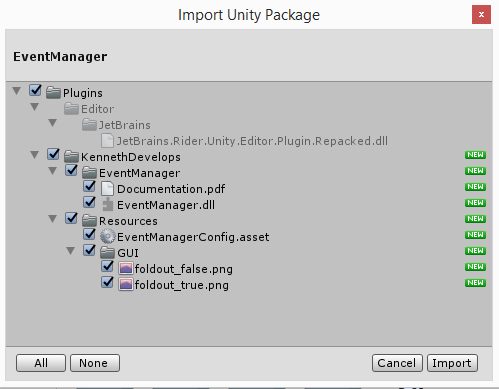 Import Unity Package
x
EventManager
Plugins
Editor
JetBrains
JetBrains.Rider.Unity.Editor.Plugin.Repacked.dll
KennethDevelops NEW
EventManager NEW
Documentation.pdf NEW
EventManager.dll NEW
Resources NEW
EventManagerConfig.asset NEW
GUI NEW
foldout_false.png NEW
foldout_true.png NEW
All None Cancel Import